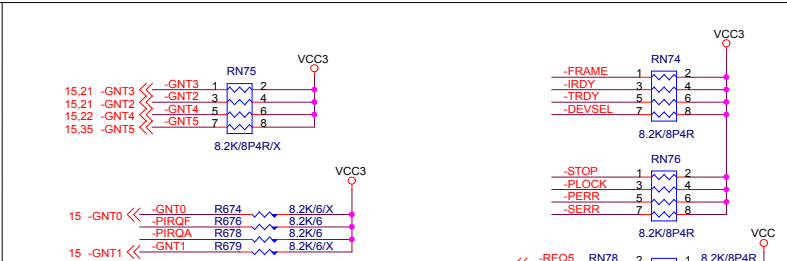 VCC3
RN75
15,21 -GNT3 -GNT3 1 2
15,21 -GNT2 -GNT2 3 4
15,22 -GNT4 -GNT4 5 6
15,35 -GNT5 -GNT5 7 8
8.2K/8P4R/X
VCC3
15 -GNT0 -GNT0 R674 8.2K/6/X
-PIRQF R676 8.2K/6
-PIRQA R678 8.2K/6
15 -GNT1 -GNT1 R679 8.2K/6/X
VCC3
RN74
-FRAME 1 2
-IRDY 3 4
-TRDY 5 6
-DEVSEL 7 8
8.2K/8P4R
RN76
-STOP 1 2
-PLOCK 3 4
-PERR 5 6
-SERR 7 8
8.2K/8P4R
VCC
-REQ5 RN78 2 1 8.2K/8P4R